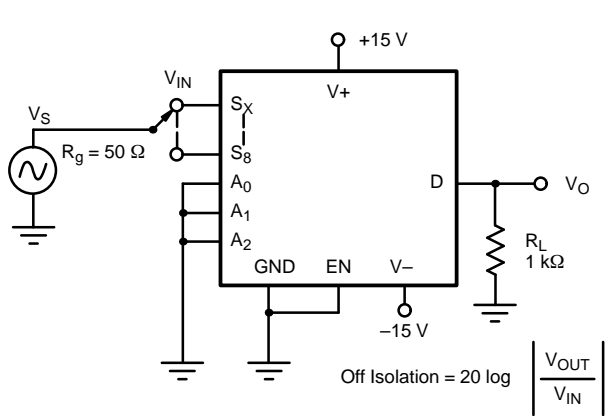 +15 V
V_IN
V+
S_X
V_S
R_g = 50 Ω
S_8
A_0
D
V_O
A_1
A_2
R_L
1 kΩ
GND
EN
V–
–15 V
Off Isolation = 20 log | V_OUT / V_IN |